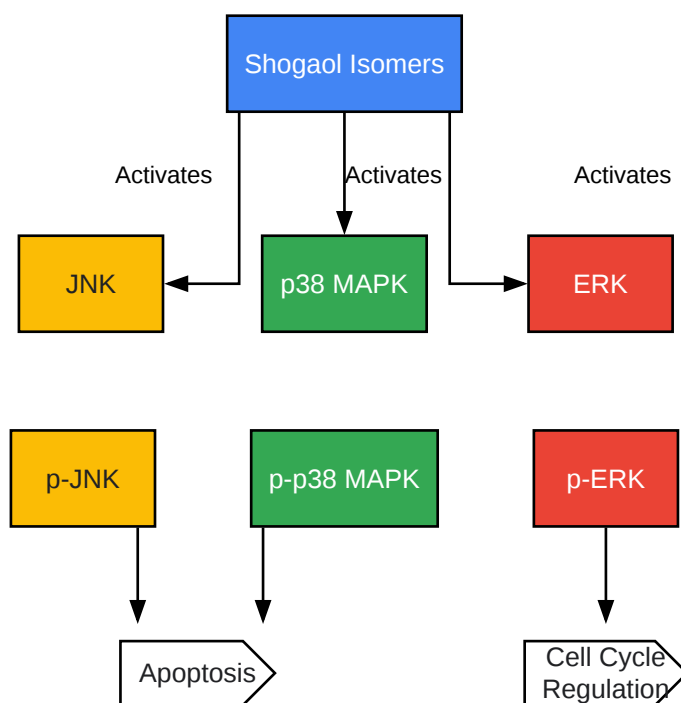 Shogaol Isomers
Activates
Activates
Activates
JNK
p38 MAPK
ERK
p-JNK
p-p38 MAPK
p-ERK
Apoptosis
Cell Cycle
Regulation